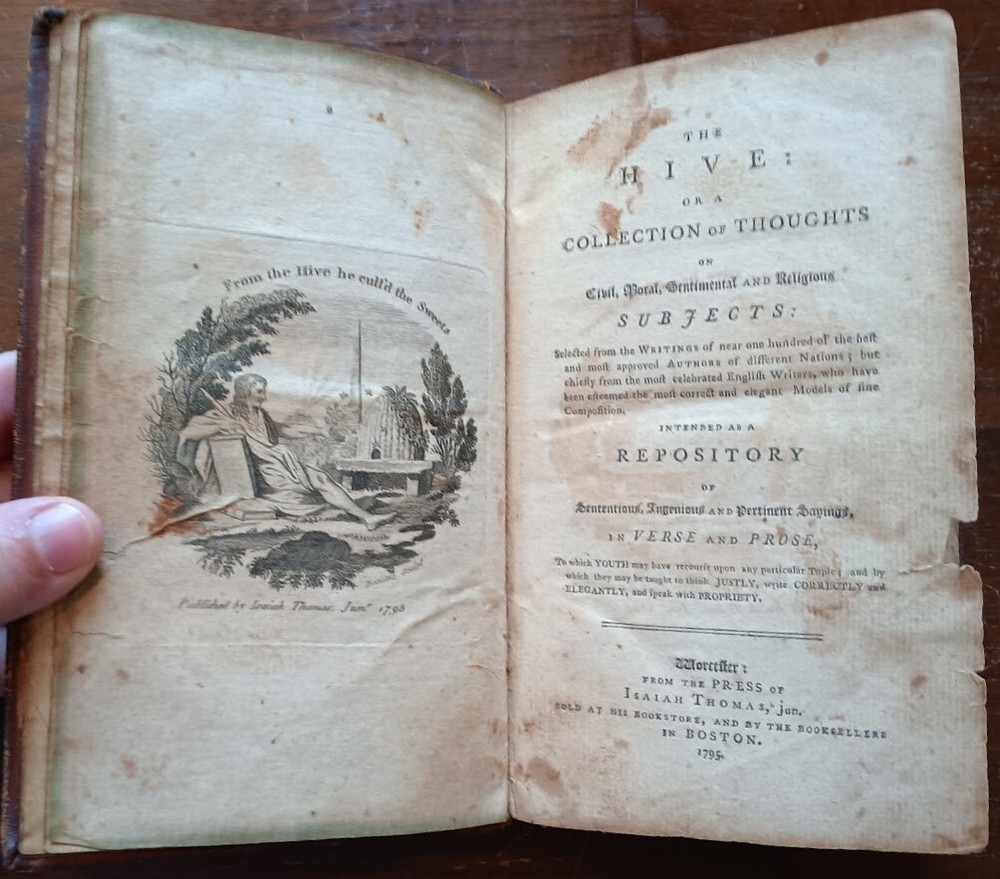 From the Hive he cull'd the Sweets
Published by Isaiah Thomas, Junr 1795
THE
HIVE:
OR A
COLLECTION OF THOUGHTS
ON
Civil, Moral, Sentimental AND Religious
SUBJECTS:
Selected from the WRITINGS of near one hundred of the best
and most approved AUTHORS of different Nations; but
chiefly from the most celebrated English Writers, who have
been esteemed the most correct and elegant Models of fine
Composition.
INTENDED AS A
REPOSITORY
OF
Sententious, Ingenious AND Pertinent Sayings,
IN VERSE AND PROSE,
To which YOUTH may have recourse upon any particular Topic; and by
which they may be taught to think JUSTLY, write CORRECTLY and
ELEGANTLY, and speak with PROPRIETY.
Worcester:
FROM THE PRESS OF
ISAIAH THOMAS, jun.
SOLD AT HIS BOOKSTORE, AND BY THE BOOKSELLERS
IN BOSTON.
1795.